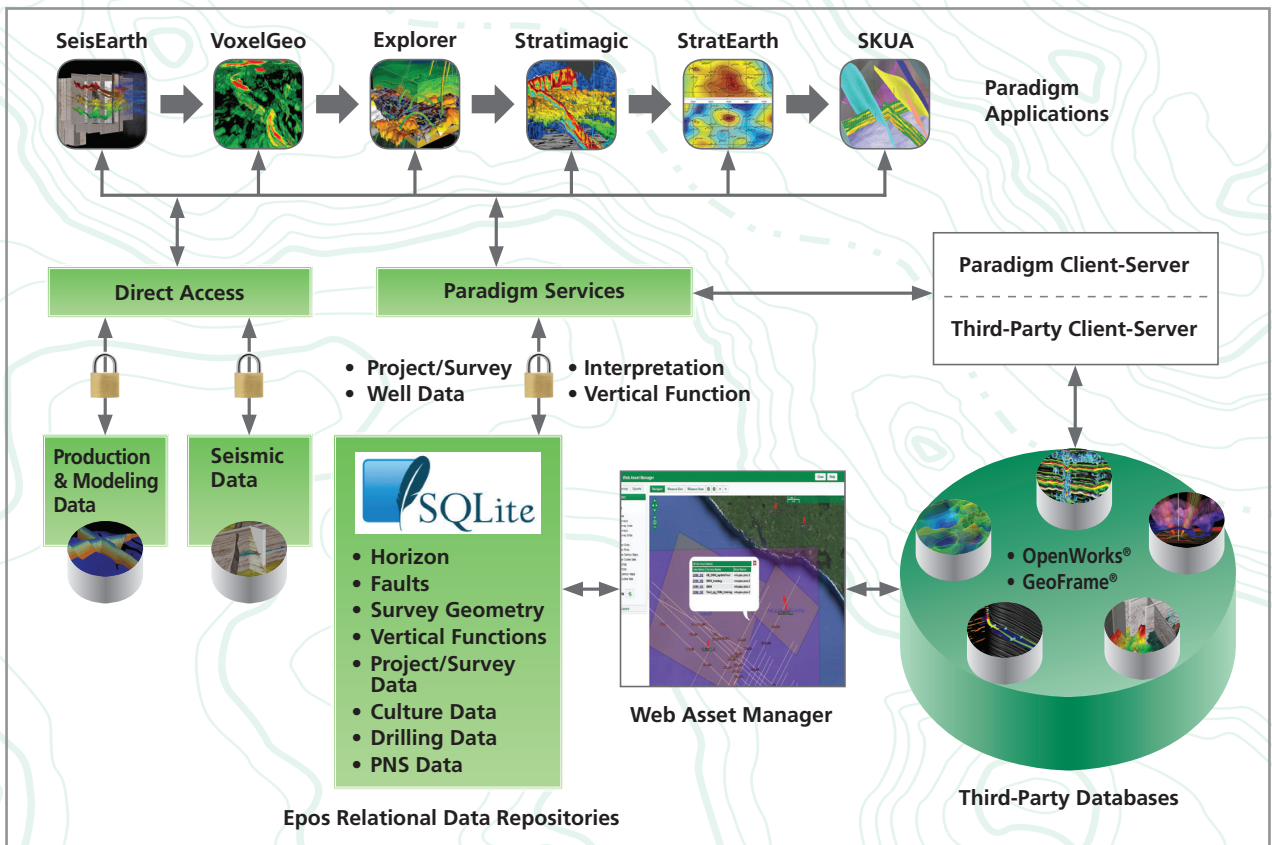 SeisEarth
VoxelGeo
Explorer
Stratimagic
StratEarth
SKUA
Paradigm
Applications
Direct Access
Paradigm Services
Paradigm Client-Server
Third-Party Client-Server
• Project/Survey
• Well Data
• Interpretation
• Vertical Function
Production
& Modeling
Data
Seismic
Data
SQLite
• Horizon
• Faults
• Survey Geometry
• Vertical Functions
• Project/Survey
Data
• Culture Data
• Drilling Data
• PNS Data
Epos Relational Data Repositories
Web Asset Manager
Web Asset Manager
• OpenWorks®
• GeoFrame®
Third-Party Databases